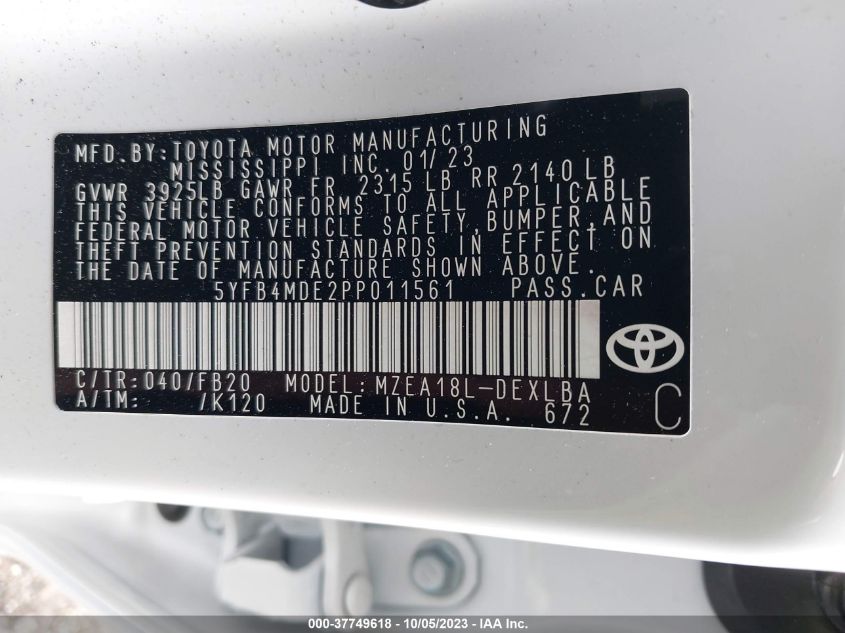 MFD. BY:TOYOTA MOTOR MANUFACTURING
MISSISSIPPI INC. 01/23
GVWR 3925LB GAWR FR 2315 LB RR 2140 LB
THIS VEHICLE CONFORMS TO ALL APPLICABLE
FEDERAL MOTOR VEHICLE SAFETY,BUMPER,AND
THEFT PREVENTION STANDARDS IN EFFECT ON
THE DATE OF MANUFACTURE SHOWN ABOVE.
5YFB4MDE2PP011561 PASS.CAR
C/TR:040/FB20 MODEL:MZEA18L-DEXLBA
A/TM: /K120 MADE IN U.S.A. 672
C
000-37749618 - 10/05/2023 - IAA Inc.